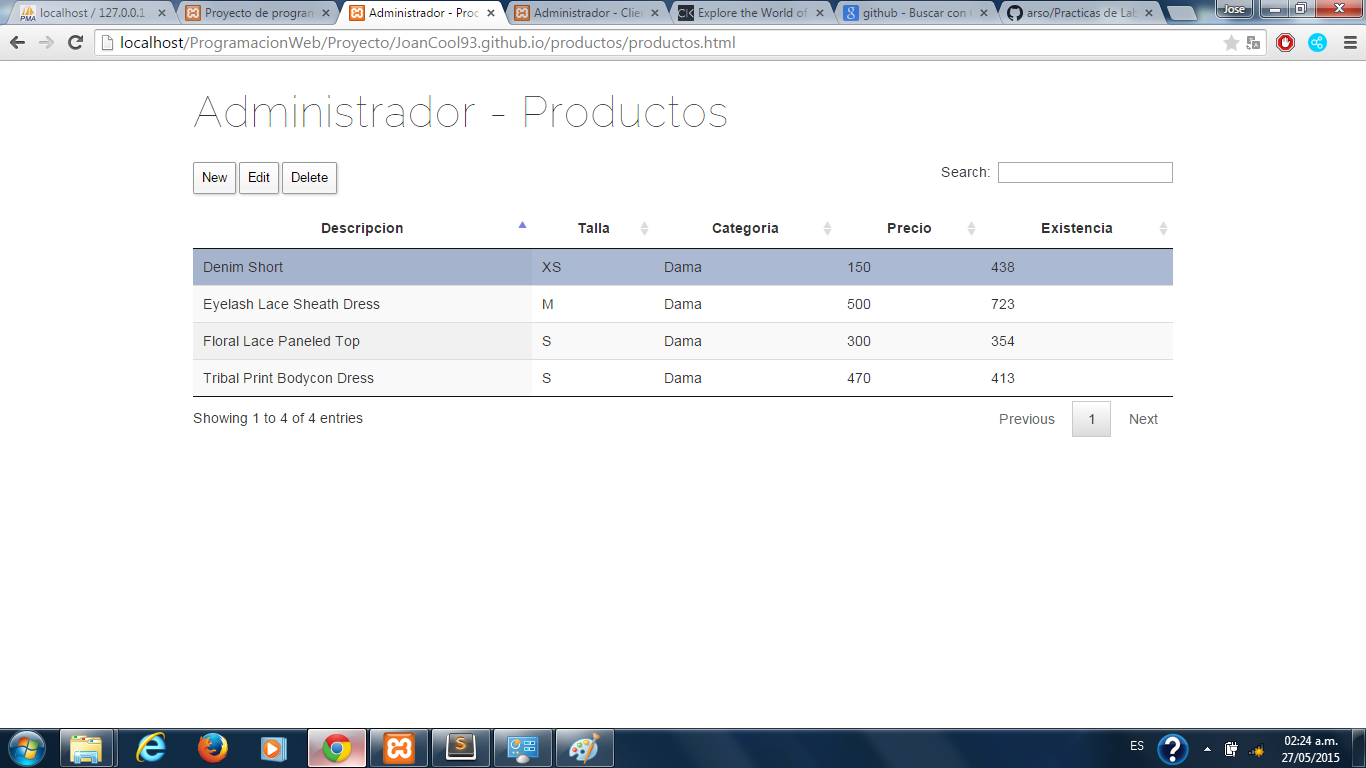 localhost / 127.0.0.1
Proyecto de program
Administrador - Proc
Administrador - Clie
Explore the World of
github - Buscar con
arso/Practicas de Lab
Jose
localhost/ProgramacionWeb/Proyecto/JoanCool93.github.io/productos/productos.html
Administrador - Productos
New Edit Delete
Search:
Descripcion Talla Categoria Precio Existencia
Denim Short XS Dama 150 438
Eyelash Lace Sheath Dress M Dama 500 723
Floral Lace Paneled Top S Dama 300 354
Tribal Print Bodycon Dress S Dama 470 413
Showing 1 to 4 of 4 entries
Previous 1 Next
ES
02:24 a.m.
27/05/2015